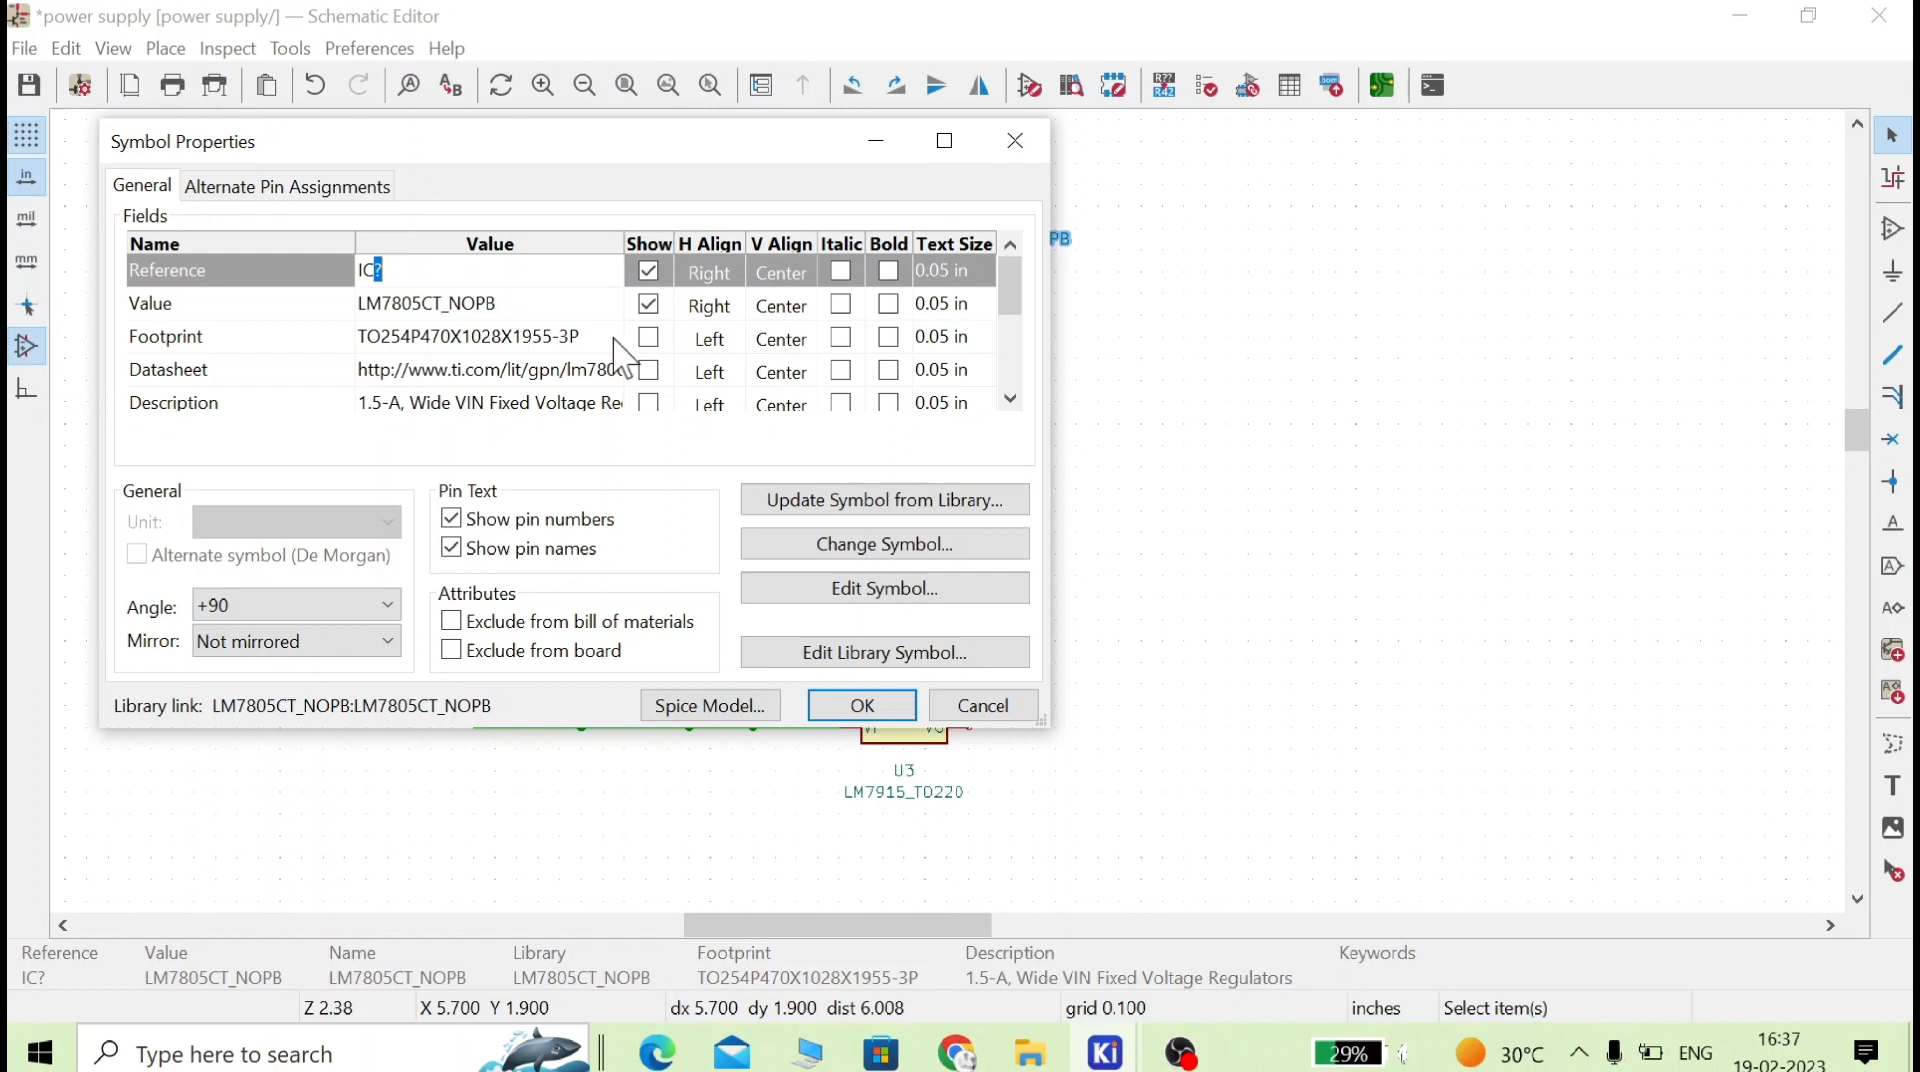 *power supply [power supply/] — Schematic Editor
File Edit View Place Inspect Tools Preferences Help
Symbol Properties
General Alternate Pin Assignments
Fields
Name Value Show H Align V Align Italic Bold Text Size
Reference IC? Right Center 0.05 in
Value LM7805CT_NOPB Right Center 0.05 in
Footprint TO254P470X1028X1955-3P Left Center 0.05 in
Datasheet http://www.ti.com/lit/gpn/lm780 Left Center 0.05 in
Description 1.5-A, Wide VIN Fixed Voltage Re Left Center 0.05 in
PB
General
Unit:
Alternate symbol (De Morgan)
Angle: +90
Mirror: Not mirrored
Pin Text
Show pin numbers
Show pin names
Attributes
Exclude from bill of materials
Exclude from board
Update Symbol from Library...
Change Symbol...
Edit Symbol...
Edit Library Symbol...
Library link: LM7805CT_NOPB:LM7805CT_NOPB Spice Model... OK Cancel
U3
LM7915_TO220
in
mil
mm
Reference Value Name Library Footprint Description Keywords
IC? LM7805CT_NOPB LM7805CT_NOPB LM7805CT_NOPB TO254P470X1028X1955-3P 1.5-A, Wide VIN Fixed Voltage Regulators
Z 2.38 X 5.700 Y 1.900 dx 5.700 dy 1.900 dist 6.008 grid 0.100 inches Select item(s)
Type here to search Ki 29% 30°C ENG 16:37
19-02-2023